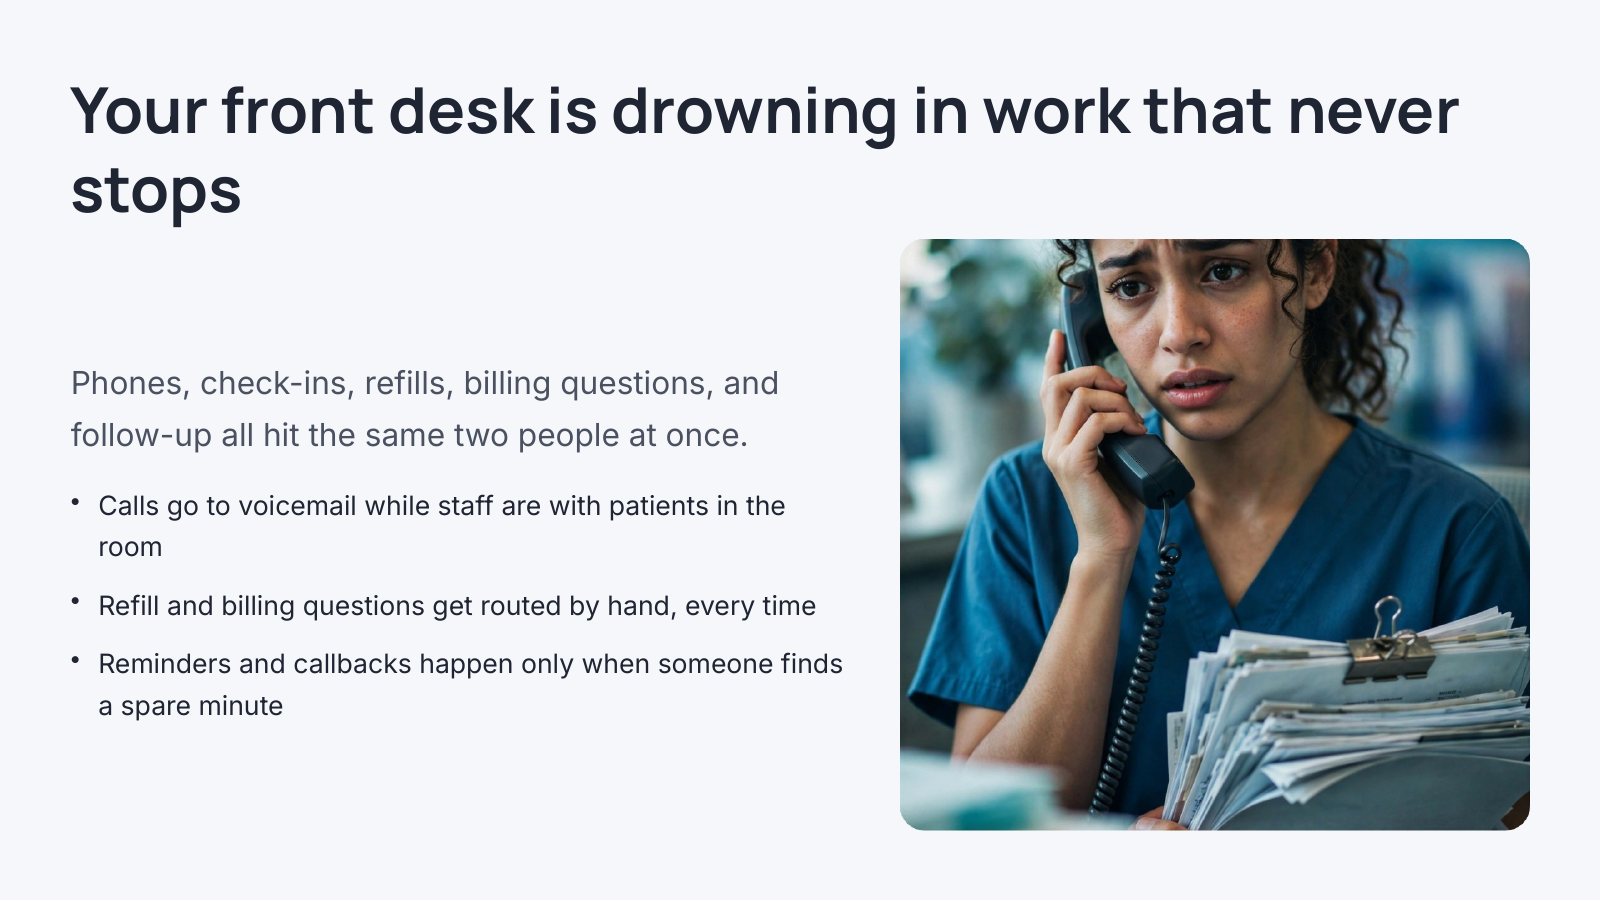 Your front desk is drowning in work that never
stops
Phones, check-ins, refills, billing questions, and
follow-up all hit the same two people at once.
• Calls go to voicemail while staff are with patients in the
room
• Refill and billing questions get routed by hand, every time
• Reminders and callbacks happen only when someone finds
a spare minute